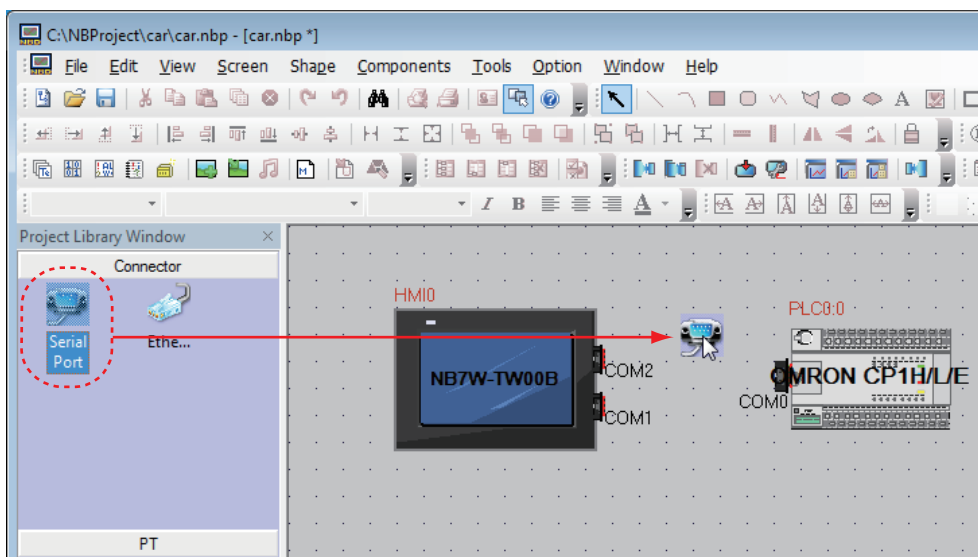 C:\NBProject\car\car.nbp - [car.nbp *]
File Edit View Screen Shape Components Tools Option Window Help
Project Library Window
Connector
Serial Port
Ethe...
PT
HMI0
NB7W-TW00B
COM2
COM1
PLC0:0
OMRON CP1H/L/E
COM0